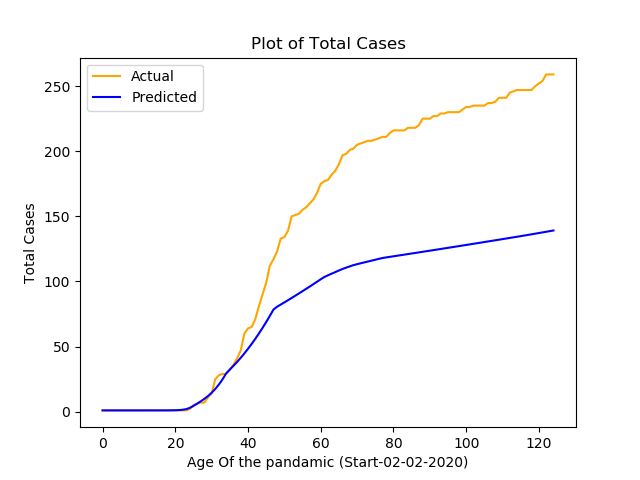 Plot of Total Cases
Actual
Predicted
250
200
150
100
50
0
Total Cases
0 20 40 60 80 100 120
Age Of the pandamic (Start-02-02-2020)